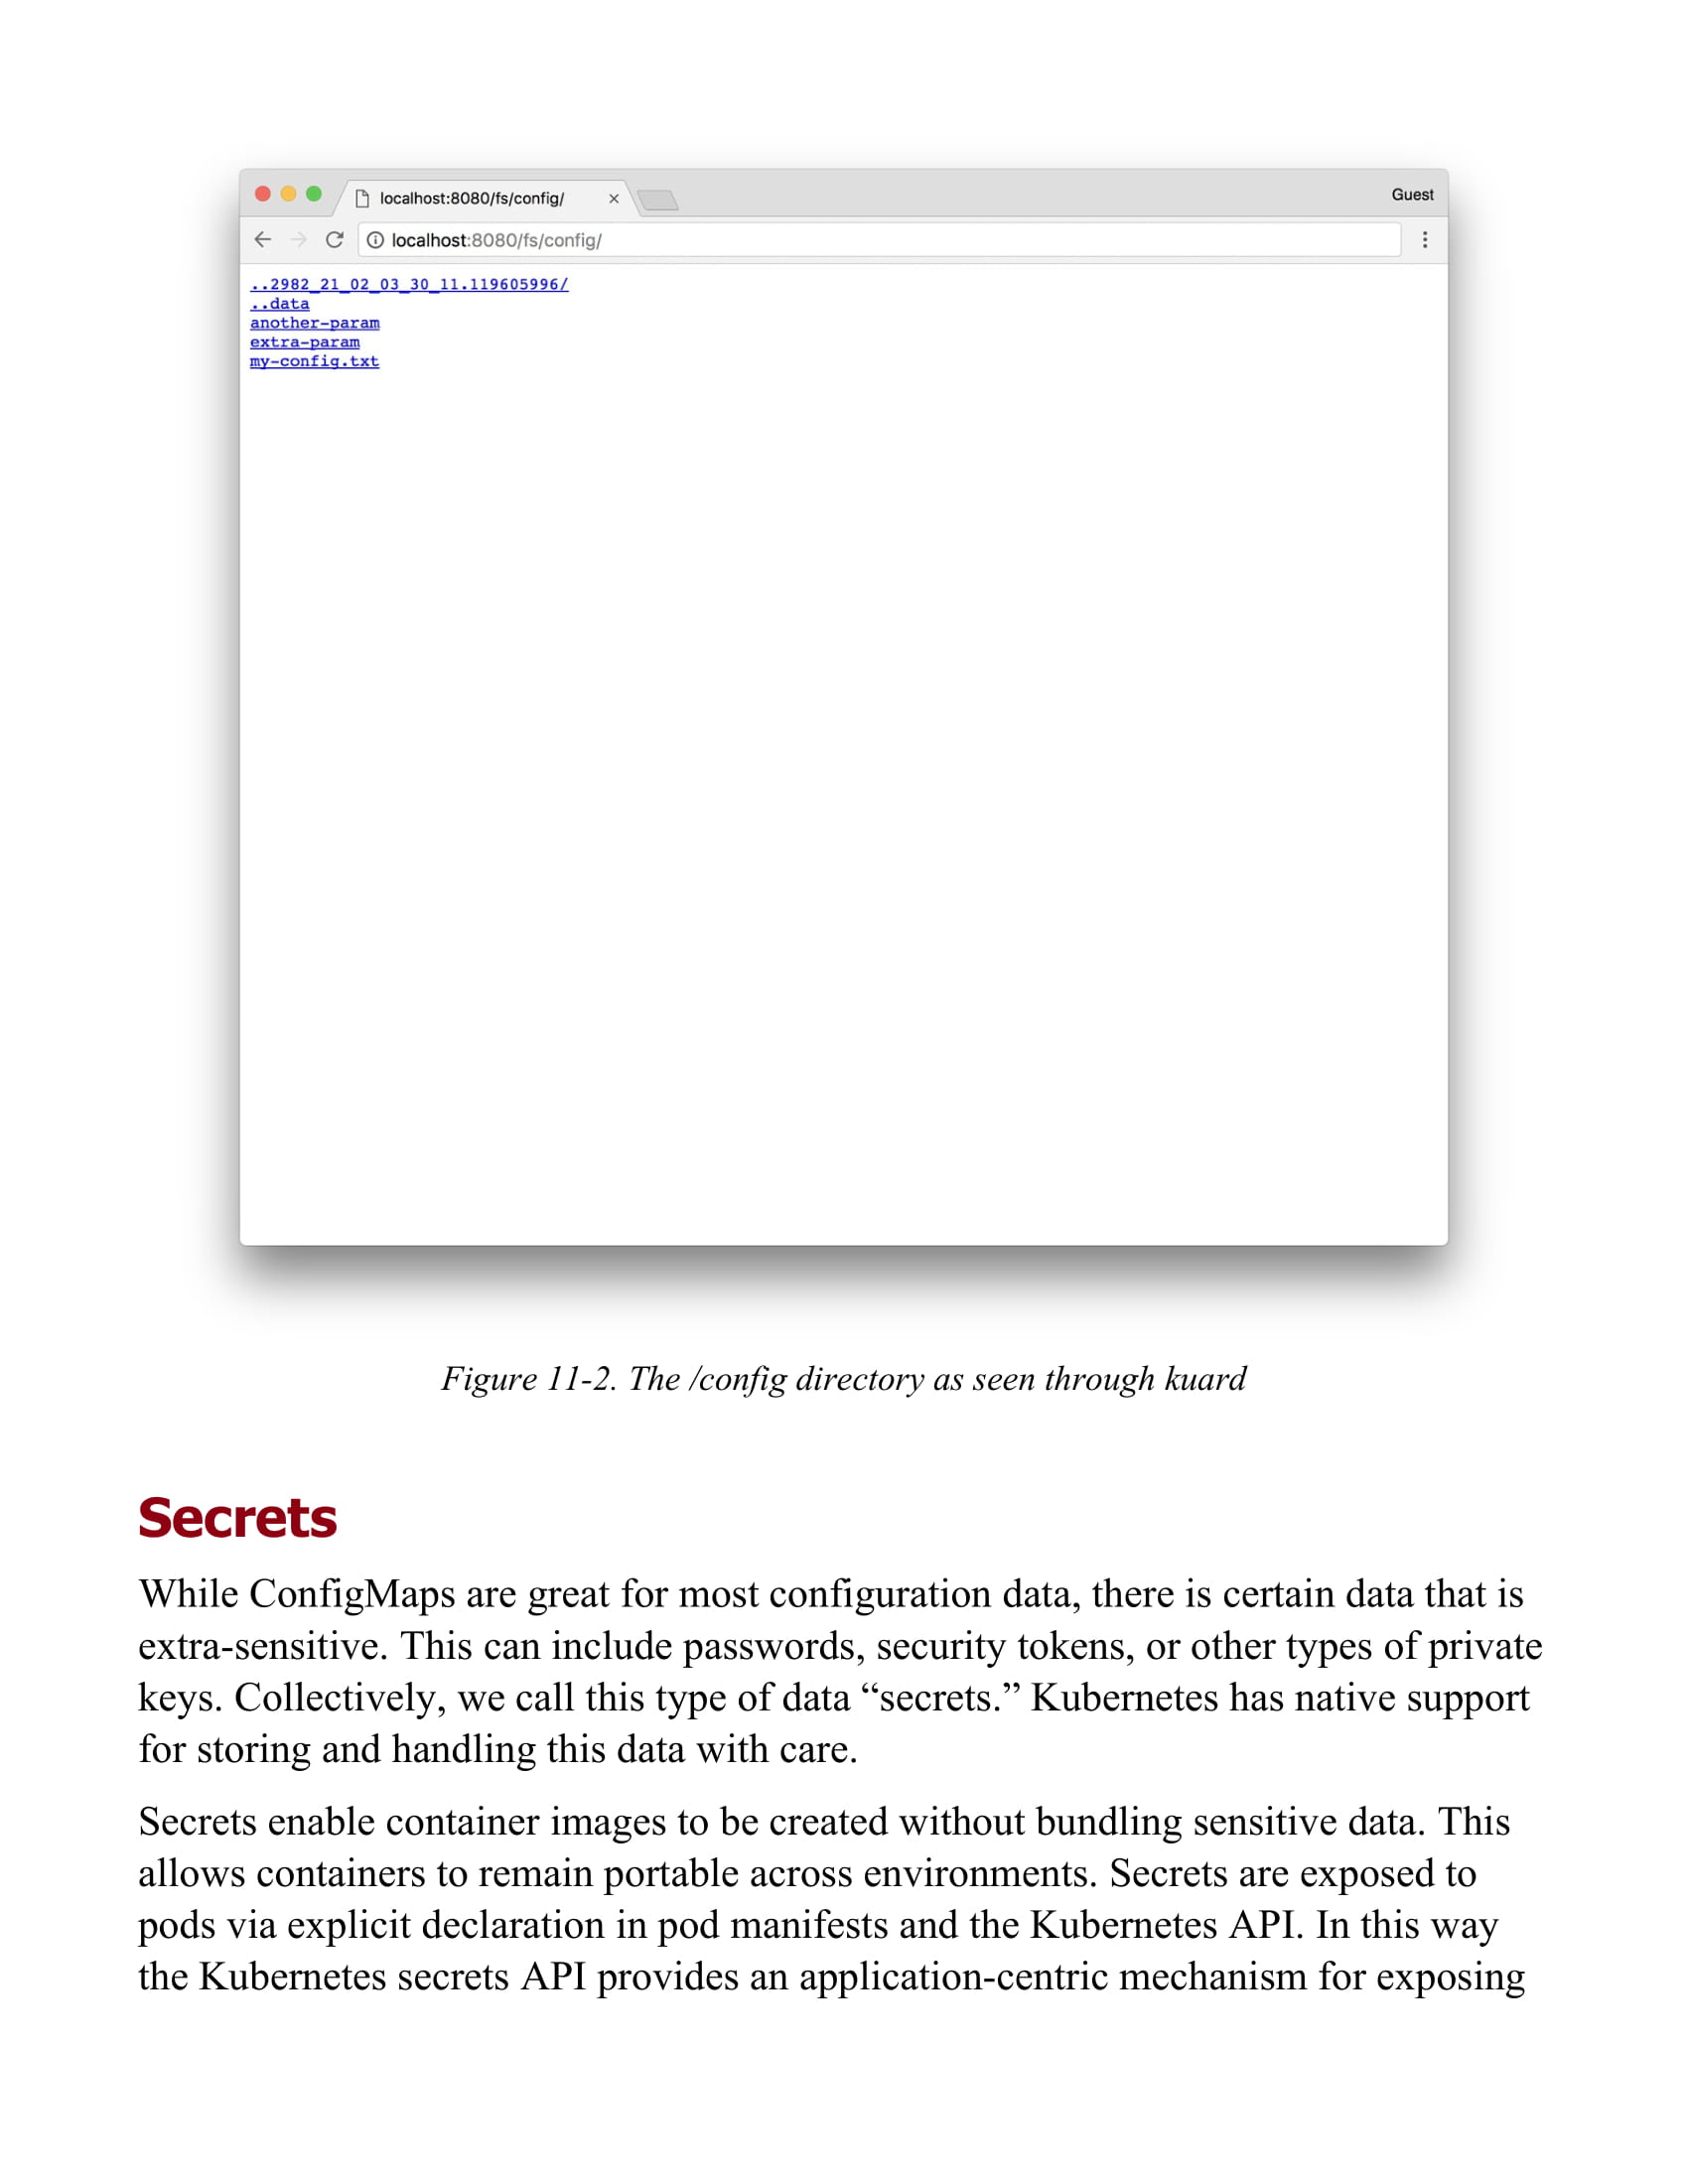 localhost:8080/fs/config/
Guest
localhost:8080/fs/config/
..2982_21_02_03_30_11.119605996/
..data
another-param
extra-param
my-config.txt
Figure 11-2. The /config directory as seen through kuard
Secrets
While ConfigMaps are great for most configuration data, there is certain data that is
extra-sensitive. This can include passwords, security tokens, or other types of private
keys. Collectively, we call this type of data “secrets.” Kubernetes has native support
for storing and handling this data with care.
Secrets enable container images to be created without bundling sensitive data. This
allows containers to remain portable across environments. Secrets are exposed to
pods via explicit declaration in pod manifests and the Kubernetes API. In this way
the Kubernetes secrets API provides an application-centric mechanism for exposing